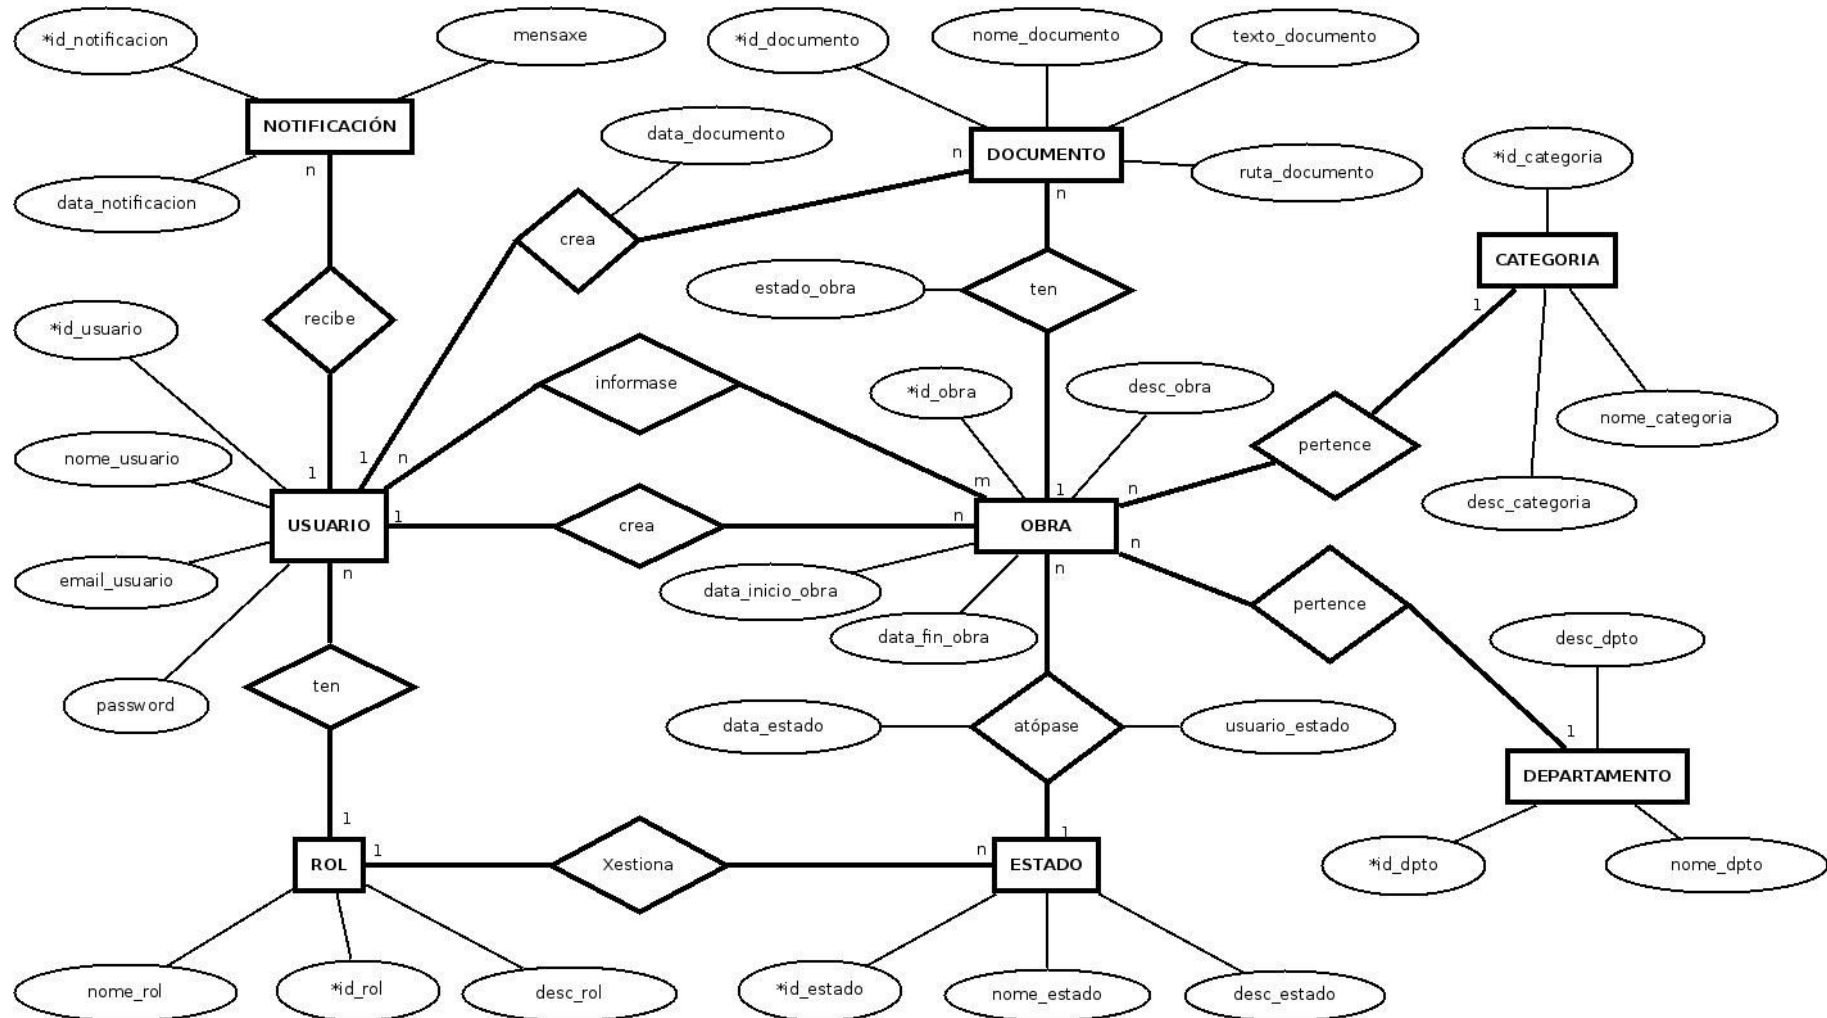 *id_notificacion
mensaxe
*id_documento
nome_documento
texto_documento
NOTIFICACIÓN
data_documento
n
DOCUMENTO
*id_categoria
n
data_notificacion
n
ruta_documento
crea
CATEGORIA
estado_obra
ten
1
*id_usuario
recibe
informase
*id_obra
desc_obra
nome_categoria
pertence
nome_usuario
1
1
n
m
1
n
desc_categoria
USUARIO
1
crea
n
OBRA
n
email_usuario
n
data_inicio_obra
n
pertence
data_fin_obra
desc_dpto
ten
password
data_estado
atópase
usuario_estado
1
DEPARTAMENTO
1
1
ROL
1
Xestiona
n
ESTADO
*id_dpto
nome_dpto
nome_rol
*id_rol
desc_rol
*id_estado
nome_estado
desc_estado